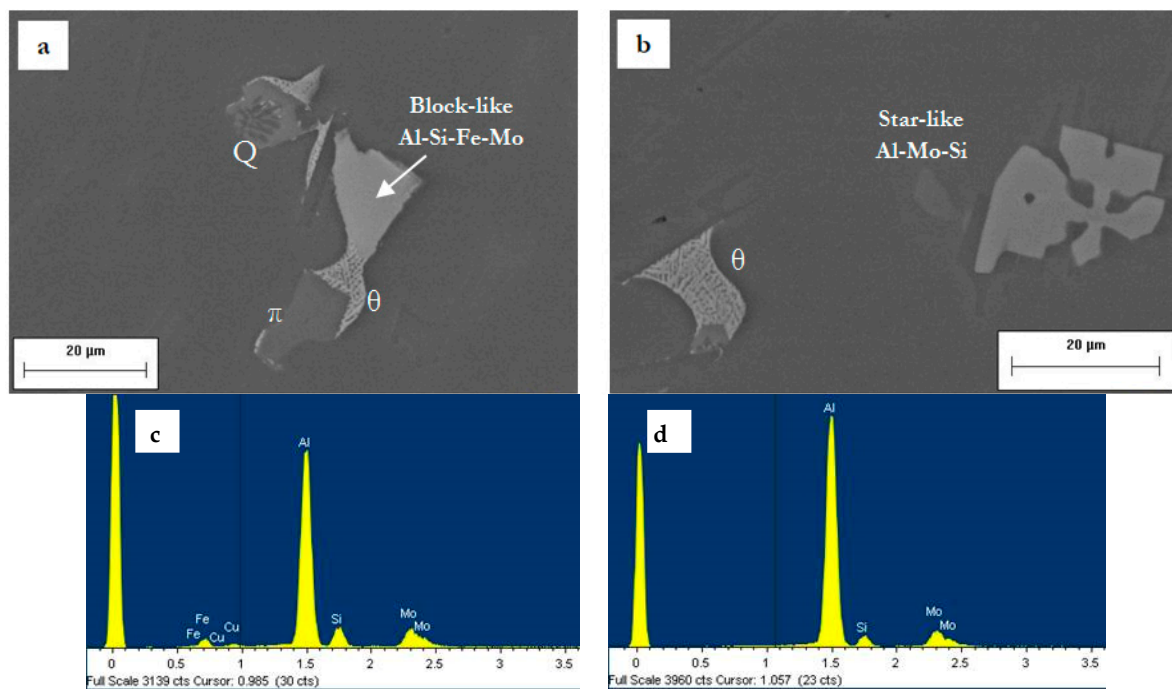 a
Block-like
Al-Si-Fe-Mo
Q
π
θ
20 µm
b
Star-like
Al-Mo-Si
θ
20 µm
c
Al
Fe
Fe
Cu
Cu
Si
Mo
Mo
0 0.5 1 1.5 2 2.5 3 3.5
Full Scale 3139 cts Cursor: 0.985 (30 cts)
d
Al
Si
Mo
Mo
0 0.5 1 1.5 2 2.5 3 3.5
Full Scale 3960 cts Cursor: 1.057 (23 cts)